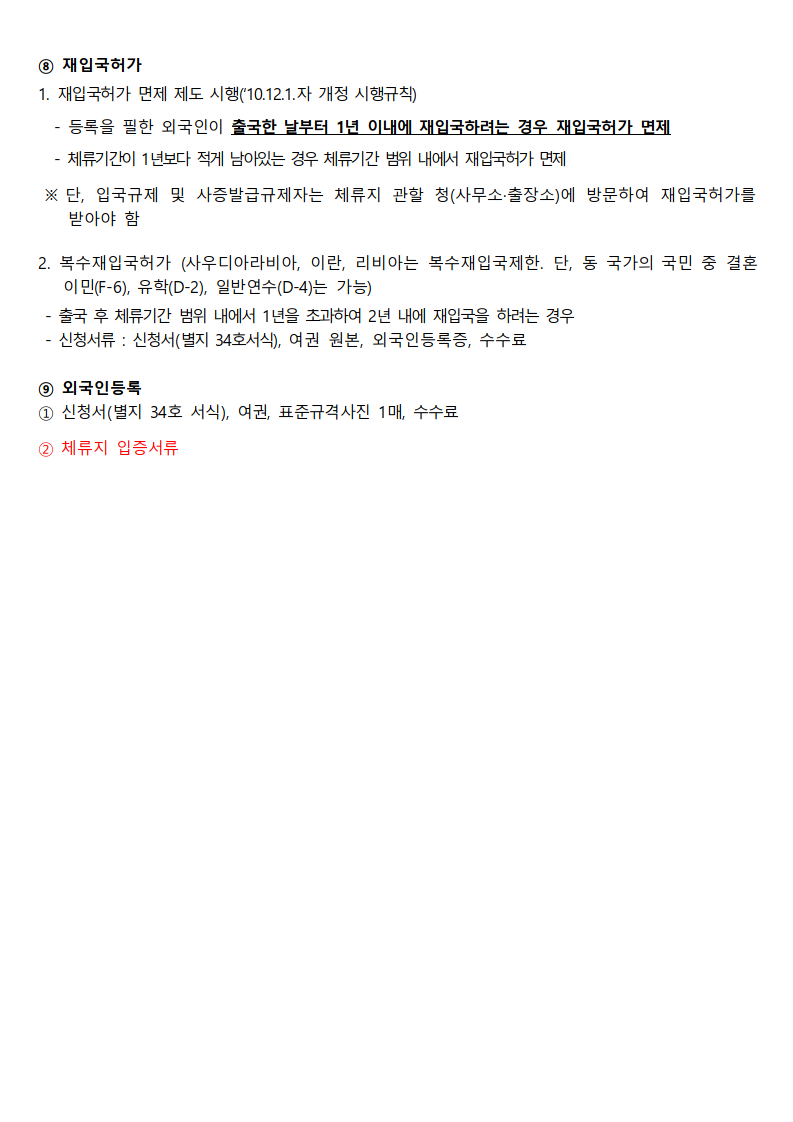 ⑧ 재입국허가
1. 재입국허가 면제 제도 시행('10.12.1.자 개정 시행규칙)
- 등록을 필한 외국인이 출국한 날부터 1년 이내에 재입국하려는 경우 재입국허가 면제
- 체류기간이 1년보다 적게 남아있는 경우 체류기간 범위 내에서 재입국허가 면제
※ 단, 입국규제 및 사증발급규제자는 체류지 관할 청(사무소·출장소)에 방문하여 재입국허가를
받아야 함
2. 복수재입국허가 (사우디아라비아, 이란, 리비아는 복수재입국제한. 단, 동 국가의 국민 중 결혼
이민(F-6), 유학(D-2), 일반연수(D-4)는 가능)
- 출국 후 체류기간 범위 내에서 1년을 초과하여 2년 내에 재입국을 하려는 경우
- 신청서류 : 신청서(별지 34호서식), 여권 원본, 외국인등록증, 수수료
⑨ 외국인등록
① 신청서(별지 34호 서식), 여권, 표준규격사진 1매, 수수료
② 체류지 입증서류